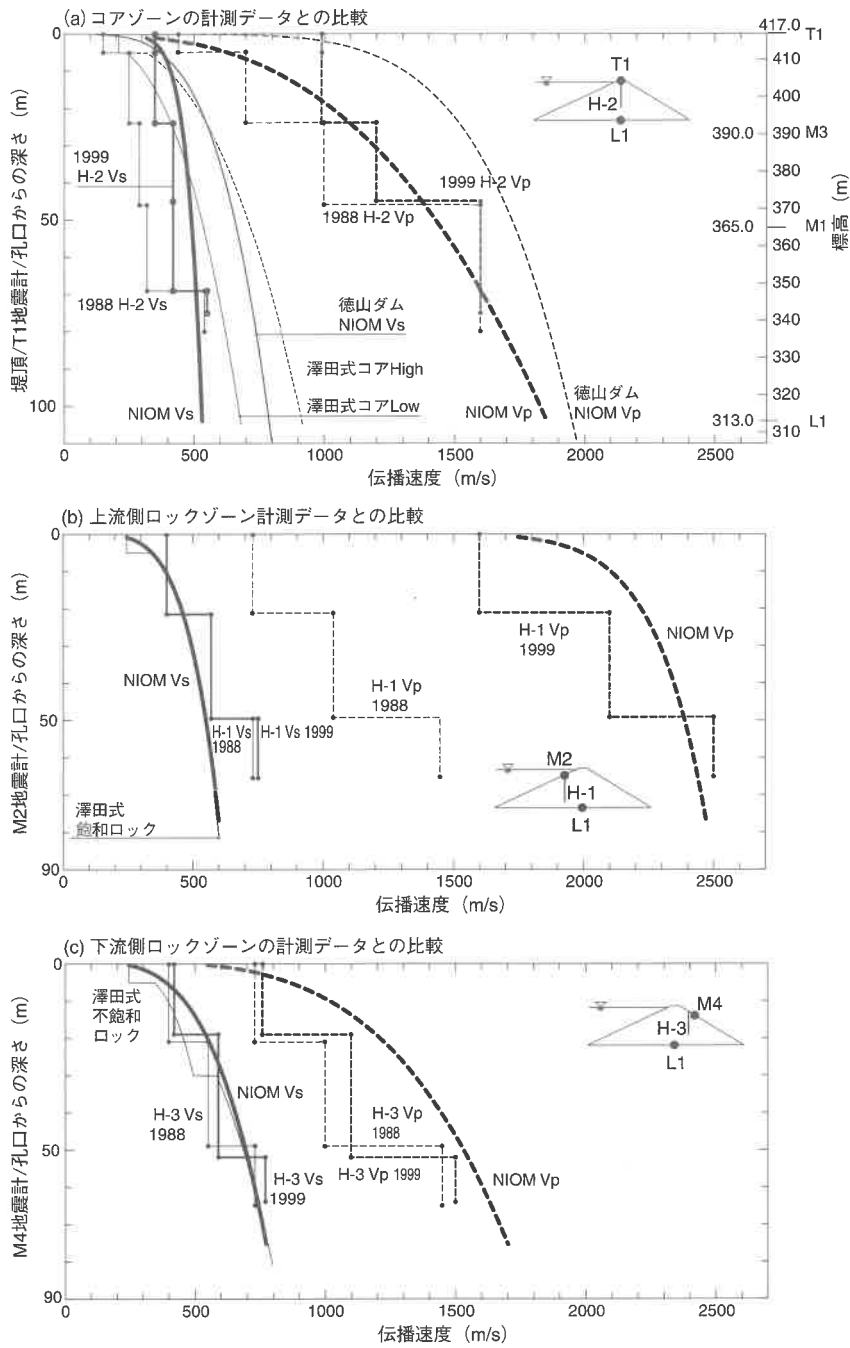 (a) コアゾーンの計測データとの比較
堤頂/T1地震計/孔口からの深さ (m)
0
50
100
1999
H-2 Vs
1988 H-2 Vs
NIOM Vs
徳山ダム
NIOM Vs
澤田式コアHigh
澤田式コアLow
1988 H-2 Vp
1999 H-2 Vp
NIOM Vp
徳山ダム
NIOM Vp
T1
H-2
L1
417.0 T1
410
400
390.0 390 M3
380
370
365.0 M1
360
350
340
330
320
313.0 L1
310
標高 (m)
0 500 1000 1500 2000 2500
伝播速度 (m/s)
(b) 上流側ロックゾーン計測データとの比較
M2地震計/孔口からの深さ (m)
0
50
90
NIOM Vs
H-1 Vs
1988
H-1 Vs 1999
H-1 Vp
1988
H-1 Vp
1999
NIOM Vp
澤田式
飽和ロック
M2
H-1
L1
0 500 1000 1500 2000 2500
伝播速度 (m/s)
(c) 下流側ロックゾーンの計測データとの比較
M4地震計/孔口からの深さ (m)
0
50
90
澤田式
不飽和
ロック
NIOM Vs
H-3 Vs
1988
H-3 Vs
1999
H-3 Vp
1988
H-3 Vp 1999
NIOM Vp
M4
H-3
L1
0 500 1000 1500 2000 2500
伝播速度 (m/s)